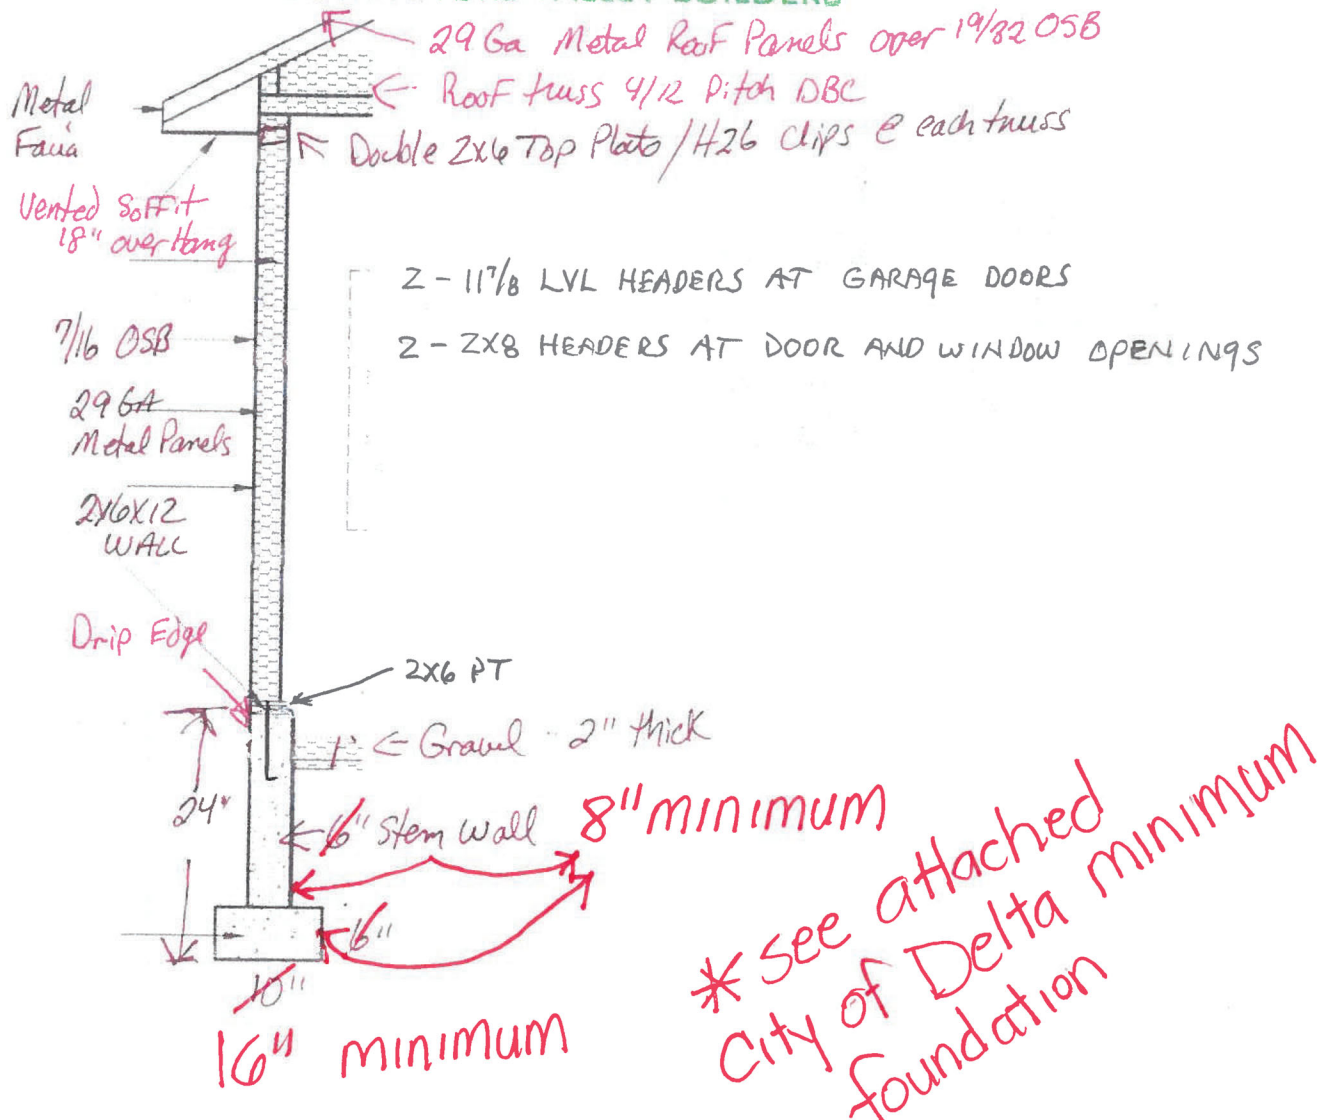 VALLEY BUILDERS
29 Ga Metal Roof Panels over 19/32 OSB
Roof truss 4/12 Pitch DBC
Double 2x6 Top Plate / H26 clips @ each truss
Metal
Facia
Vented Soffit
18" over Hang
2 - 11 7/8 LVL HEADERS AT GARAGE DOORS
2 - 2X8 HEADERS AT DOOR AND WINDOW OPENINGS
7/16 OSB
29 GA
Metal Panels
2X6X12
WALL
Drip Edge
2X6 PT
Gravel - 2" thick
24"
6" Stem Wall
8" minimum
6"
10"
16" minimum
* see attached
City of Delta minimum
foundation